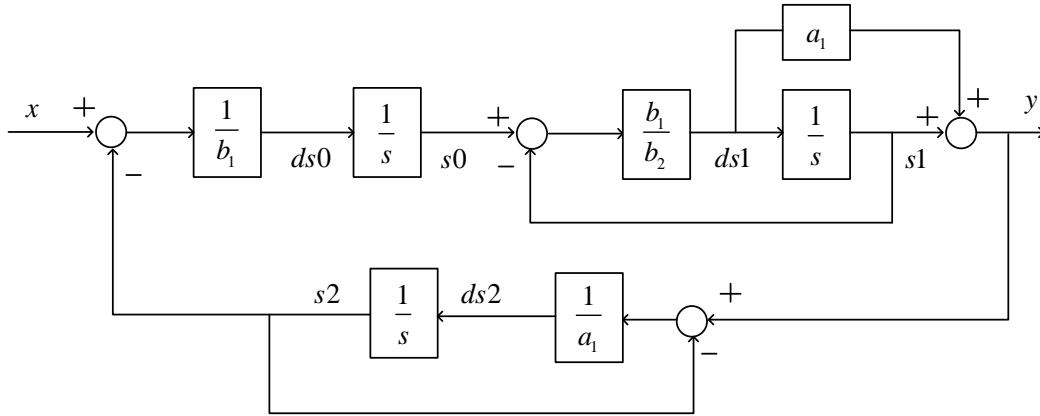 a₁
x + 1/b₁ 1/s + b₁/b₂ 1/s + + y
− ds0 s0 − ds1 s1
s2 1/s ds2 1/a₁ +
−